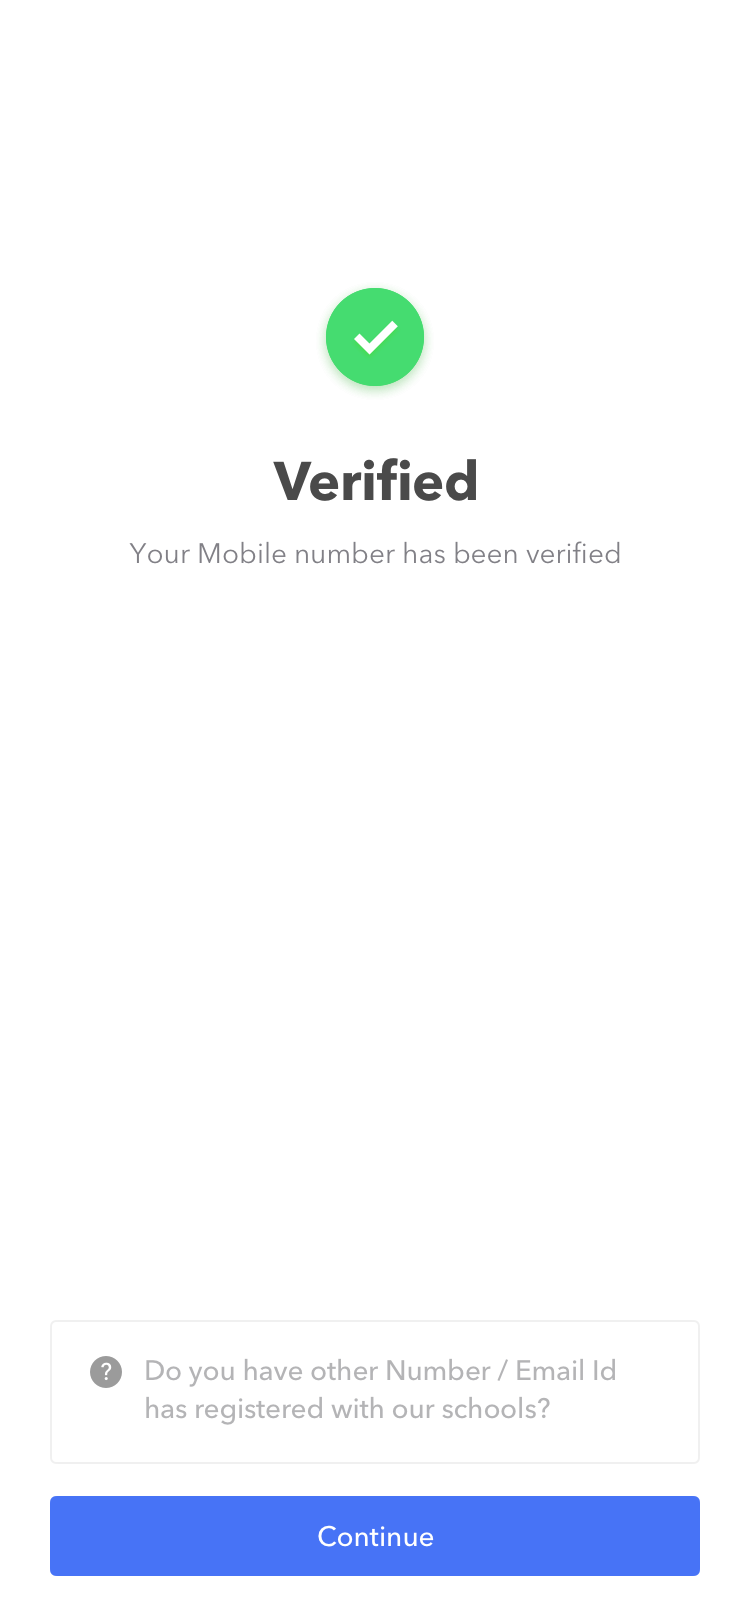 Verified
Your Mobile number has been verified
? Do you have other Number / Email Id
has registered with our schools?
Continue